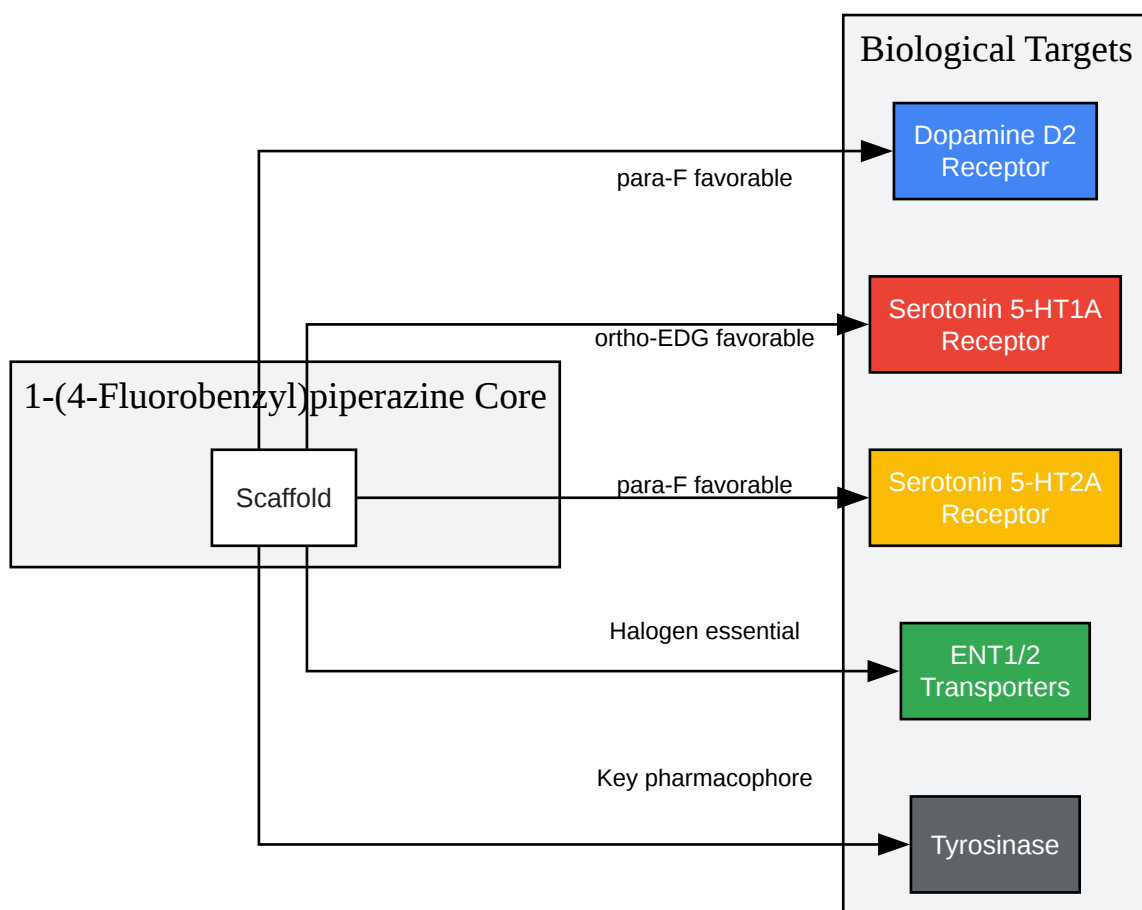 Biological Targets
Dopamine D2
Receptor
para-F favorable
Serotonin 5-HT1A
Receptor
ortho-EDG favorable
1-(4-Fluorobenzyl)piperazine Core
Scaffold
para-F favorable
Serotonin 5-HT2A
Receptor
Halogen essential
ENT1/2
Transporters
Key pharmacophore
Tyrosinase